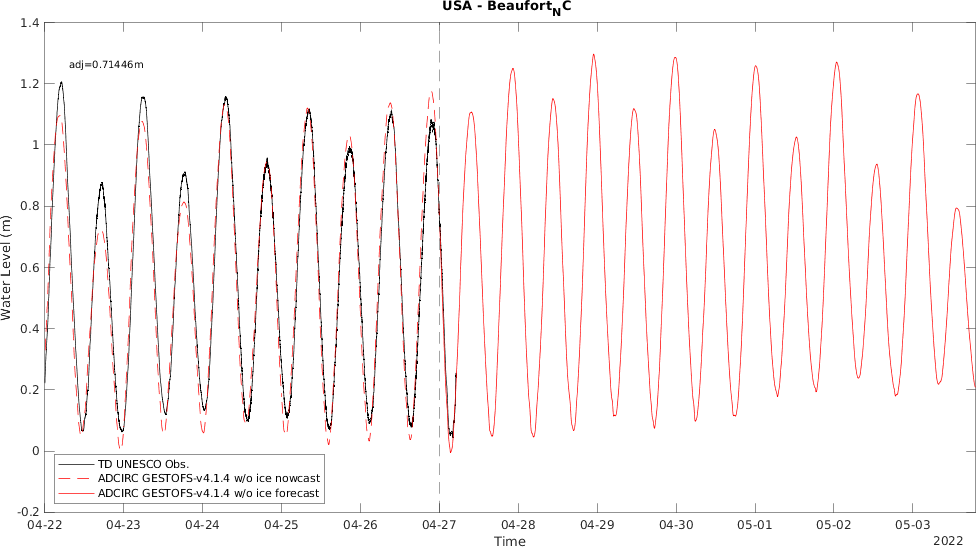 USA - Beaufort_NC
adj=0.71446m
1.4
1.2
1
0.8
0.6
0.4
0.2
0
-0.2
Water Level (m)
TD UNESCO Obs.
ADCIRC GESTOFS-v4.1.4 w/o ice nowcast
ADCIRC GESTOFS-v4.1.4 w/o ice forecast
04-22 04-23 04-24 04-25 04-26 04-27 04-28 04-29 04-30 05-01 05-02 05-03
Time
2022